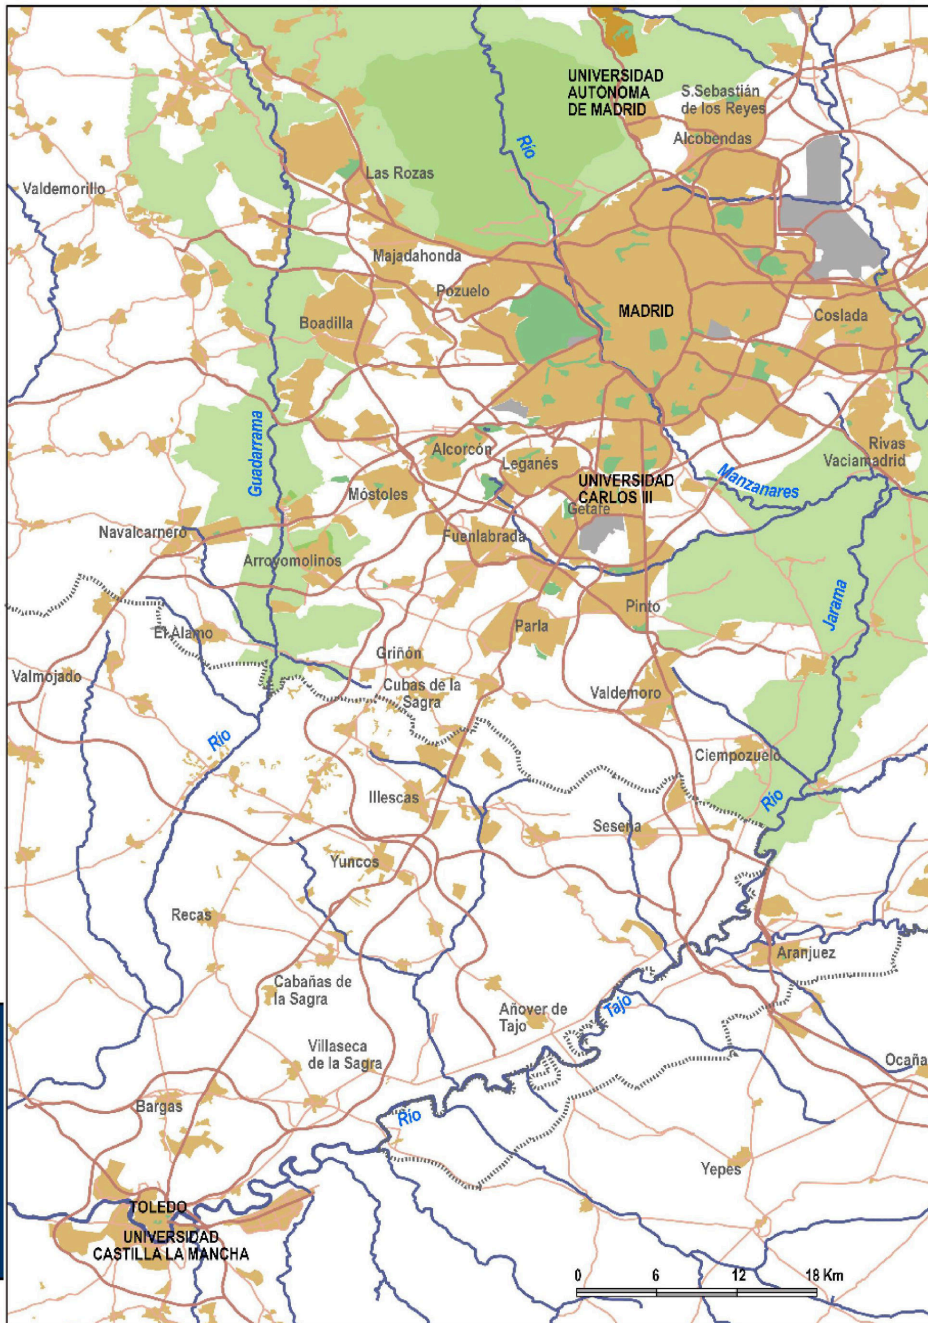 UNIVERSIDAD
AUTONOMA
DE MADRID
S.Sebastián
de los Reyes
Alcobendas
Río
Las Rozas
Valdemorillo
Majadahonda
Pozuelo
MADRID
Coslada
Boadilla
Guadarrama
Alcorcón
Leganés
Rivas
Vaciamadrid
Manzanares
UNIVERSIDAD
CARLOS III
Getafe
Móstoles
Navalcarnero
Fuenlabrada
Arroyomolinos
Jarama
Pinto
Parla
El Alamo
Griñón
Valmojado
Cubas de la
Sagra
Valdemoro
Río
Ciempozuelo
Illescas
Río
Seseña
Yuncos
Recas
Aranjuez
Cabañas de
la Sagra
Añover de
Tajo
Tajo
Villaseca
de la Sagra
Ocaña
Bargas
Río
Yepes
TOLEDO
UNIVERSIDAD
CASTILLA LA MANCHA
0 6 12 18 Km